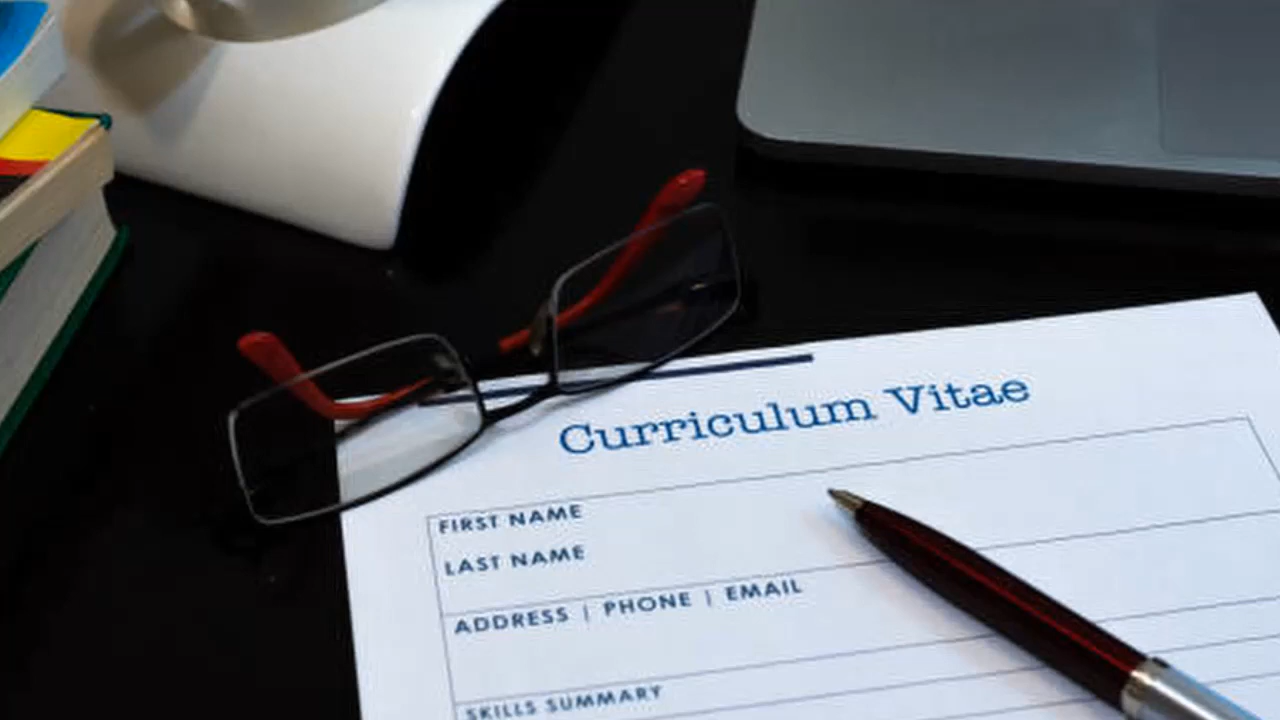 Curriculum Vitae
FIRST NAME
LAST NAME
ADDRESS | PHONE | EMAIL
SKILLS SUMMARY